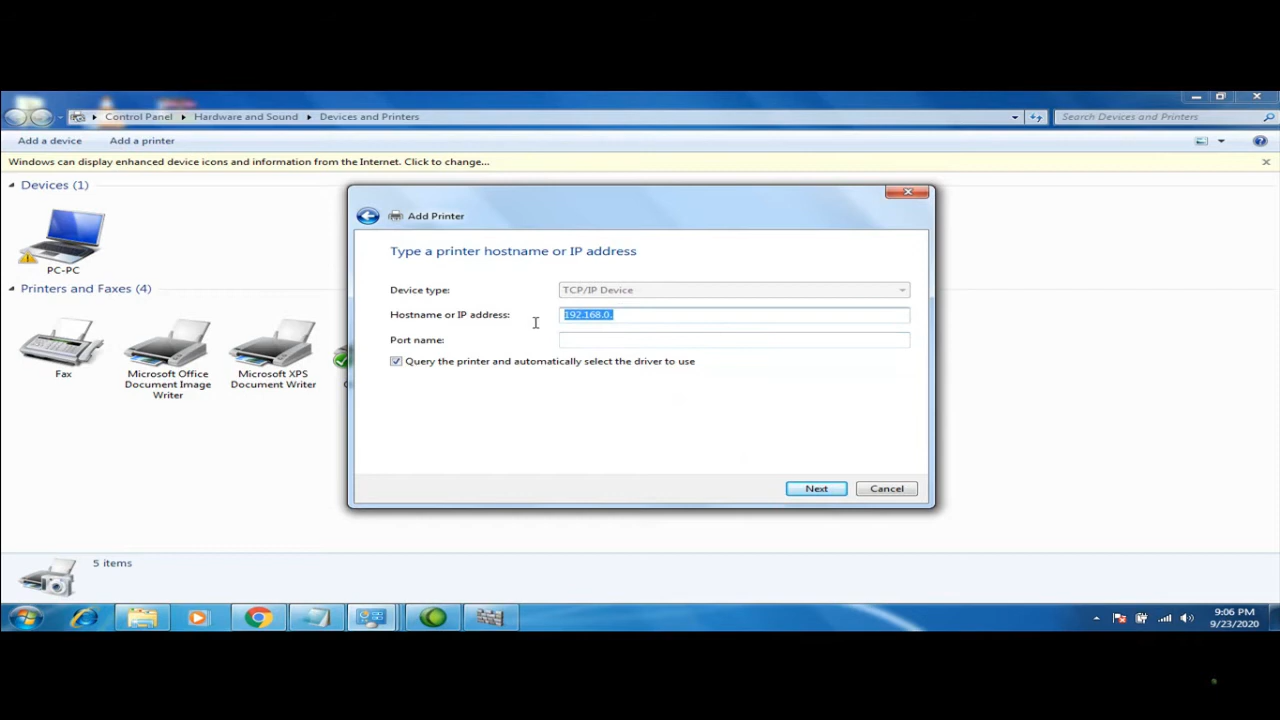 Control Panel Hardware and Sound Devices and Printers
Search Devices and Printers
Add a device Add a printer
Windows can display enhanced device icons and information from the Internet. Click to change...
Devices (1)
PC-PC
Printers and Faxes (4)
Fax
Microsoft Office
Document Image
Writer
Microsoft XPS
Document Writer
Add Printer
Type a printer hostname or IP address
Device type: TCP/IP Device
Hostname or IP address: 192.168.0.
Port name:
Query the printer and automatically select the driver to use
Next Cancel
5 items
9:06 PM
9/23/2020